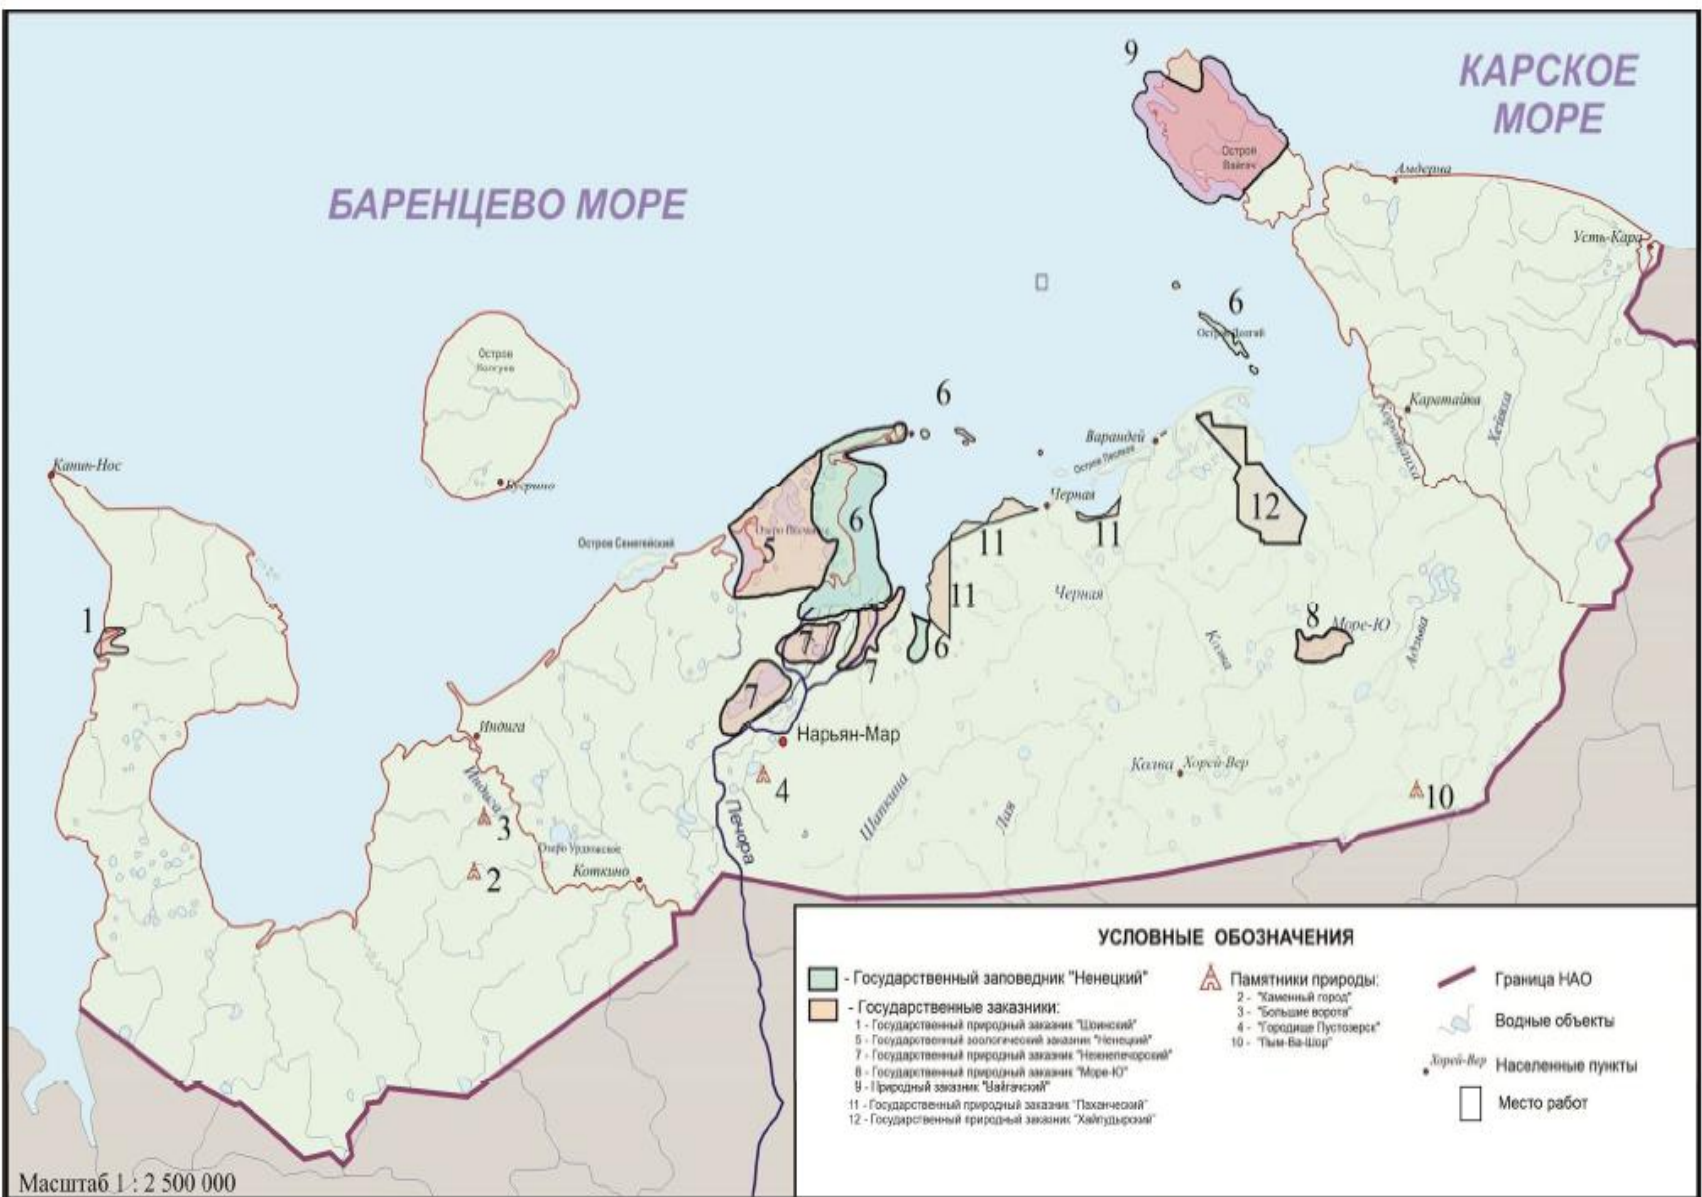 9
КАРСКОЕ
МОРЕ
Остров
Вайгач
Амдерма
БАРЕНЦЕВО МОРЕ
Усть-Кара
6
Остров Долгий
Остров
Колгуев
6
Каратайка
Коротаиха
Хейяха
Варандей
Остров Песяков
Канин-Нос
Бугрино
Черная
12
6
5
11
11
Остров Сенгейский
11
Черная
1
8
Море-Ю
Колва
Адзьва
7
7
6
7
Индига
Нарьян-Мар
Индига
4
Колва
Хорей-Вер
10
3
Печора
Шапкина
Лая
2
Озеро Урдюжское
Коткино
УСЛОВНЫЕ ОБОЗНАЧЕНИЯ
- Государственный заповедник "Ненецкий"
- Государственные заказники:
1 - Государственный природный заказник "Шоинский"
5 - Государственный зоологический заказник "Ненецкий"
7 - Государственный природный заказник "Нижнепечорский"
8 - Государственный природный заказник "Море-Ю"
9 - Природный заказник "Вайгачский"
11 - Государственный природный заказник "Паханческий"
12 - Государственный природный заказник "Хайпудырский"
Памятники природы:
2 - "Каменный город"
3 - "Большие ворота"
4 - "Городище Пустозерск"
10 - "Пым-Ва-Шор"
Граница НАО
Водные объекты
Хорей-Вер
Населенные пункты
Место работ
Масштаб 1 : 2 500 000